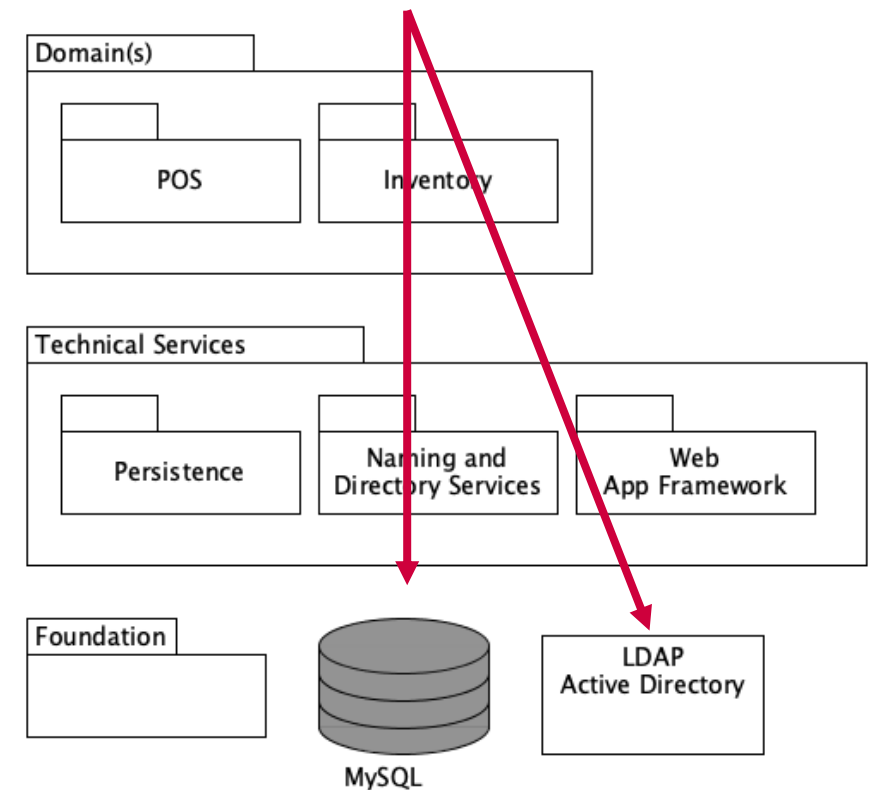 Domain(s)
POS
Inventory
Technical Services
Persistence
Naming and
Directory Services
Web
App Framework
Foundation
LDAP
Active Directory
MySQL